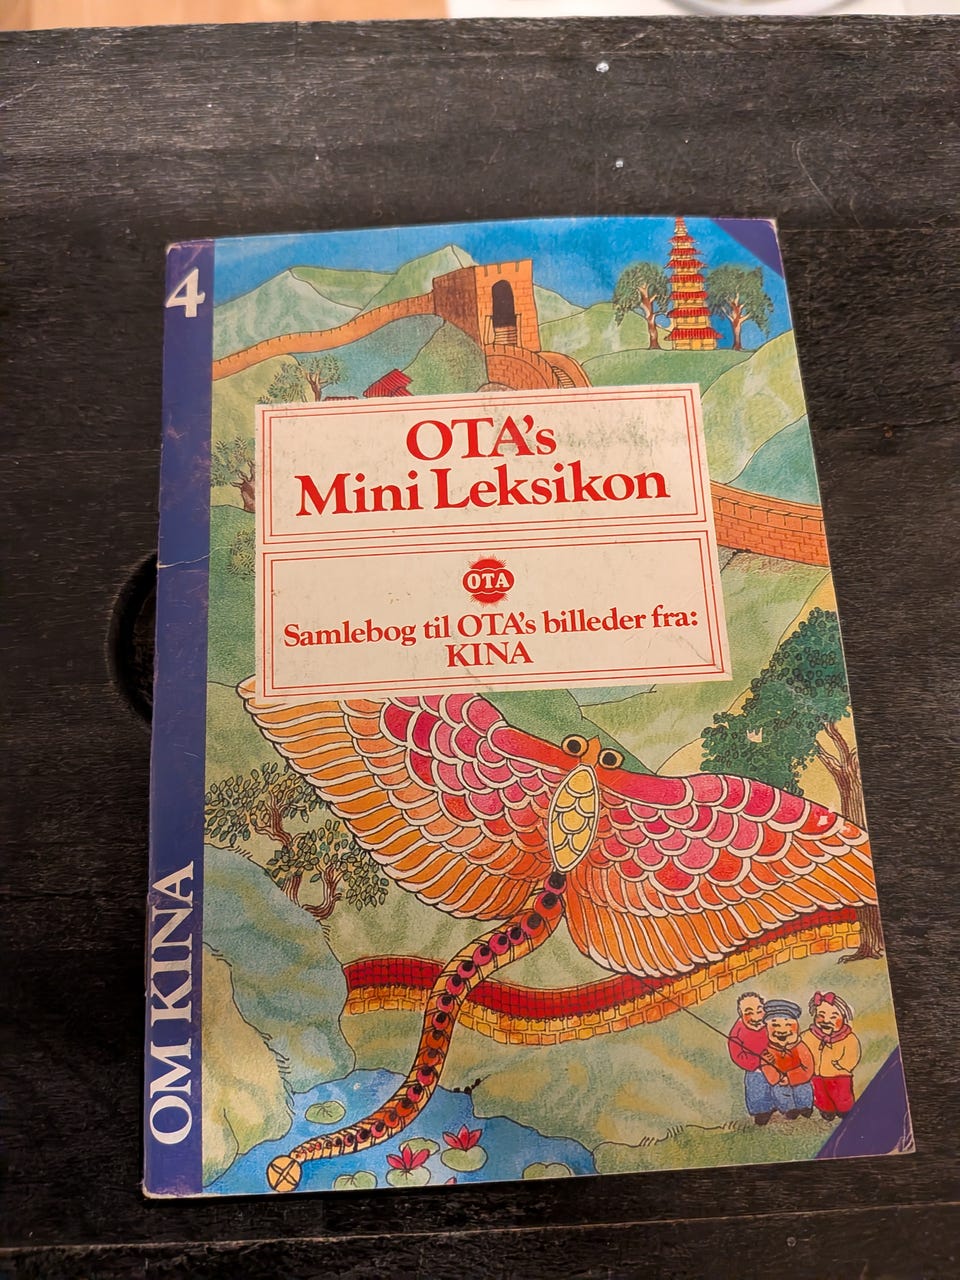 4
OTA's
Mini Leksikon
OTA
Samlebog til OTA's billeder fra:
KINA
OM KINA